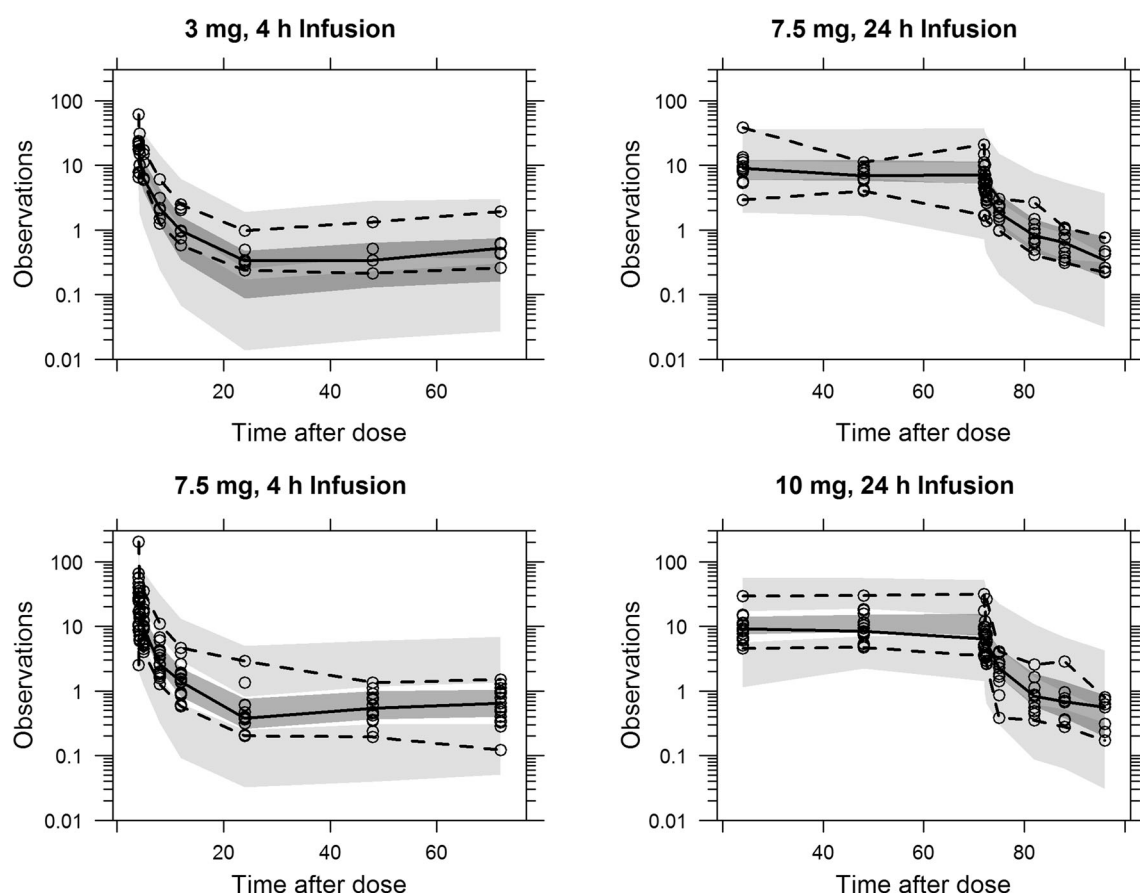 3 mg, 4 h Infusion
Observations
100
10
1
0.1
0.01
20
40
60
Time after dose
7.5 mg, 24 h Infusion
Observations
100
10
1
0.1
0.01
40
60
80
Time after dose
7.5 mg, 4 h Infusion
Observations
100
10
1
0.1
0.01
20
40
60
Time after dose
10 mg, 24 h Infusion
Observations
100
10
1
0.1
0.01
40
60
80
Time after dose